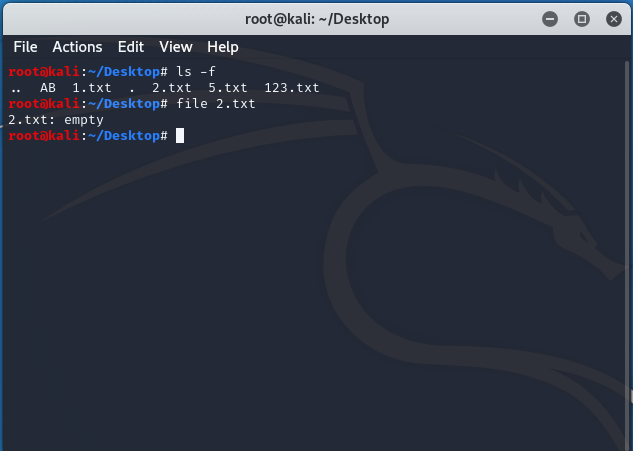 root@kali: ~/Desktop
File Actions Edit View Help
root@kali:~/Desktop# ls -f
.. AB 1.txt . 2.txt 5.txt 123.txt
root@kali:~/Desktop# file 2.txt
2.txt: empty
root@kali:~/Desktop#